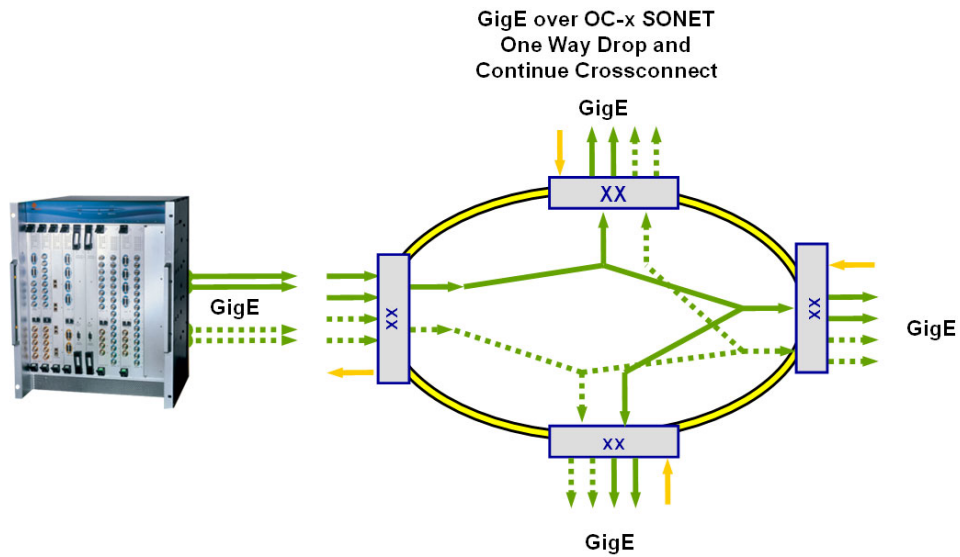 GigE over OC-x SONET
One Way Drop and
Continue Crossconnect
GigE
XX
GigE
XX
XX
GigE
XX
GigE